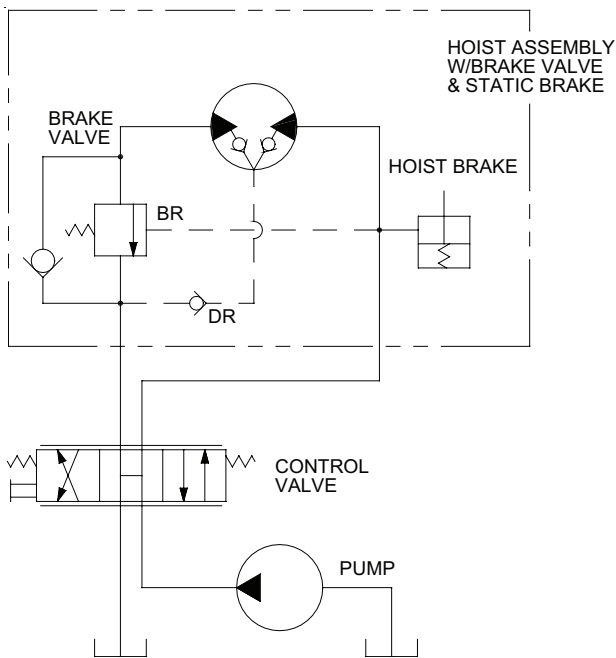 HOIST ASSEMBLY
W/BRAKE VALVE
& STATIC BRAKE
BRAKE
VALVE
HOIST BRAKE
BR
DR
CONTROL
VALVE
PUMP